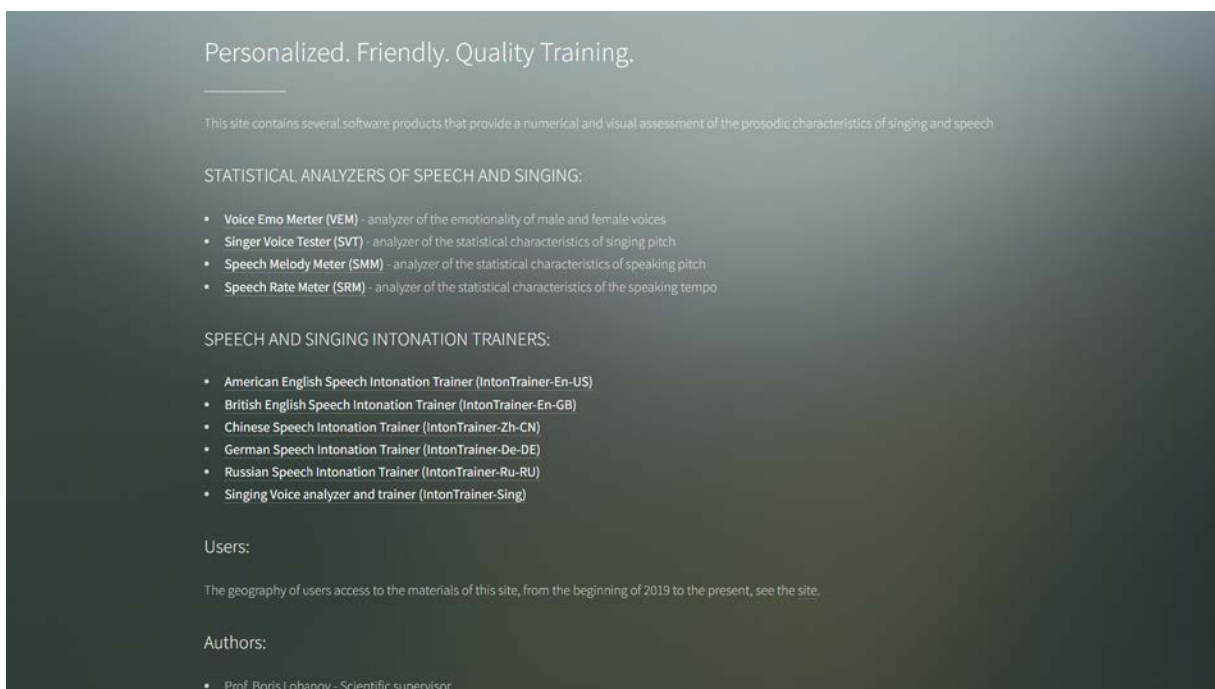 Personalized. Friendly. Quality Training.
This site contains several software products that provide a numerical and visual assessment of the prosodic characteristics of singing and speech
STATISTICAL ANALYZERS OF SPEECH AND SINGING:
• Voice Emo Merter (VEM) - analyzer of the emotionality of male and female voices
• Singer Voice Tester (SVT) - analyzer of the statistical characteristics of singing pitch
• Speech Melody Meter (SMM) - analyzer of the statistical characteristics of speaking pitch
• Speech Rate Meter (SRM) - analyzer of the statistical characteristics of the speaking tempo
SPEECH AND SINGING INTONATION TRAINERS:
• American English Speech Intonation Trainer (IntonTrainer-En-US)
• British English Speech Intonation Trainer (IntonTrainer-En-GB)
• Chinese Speech Intonation Trainer (IntonTrainer-Zh-CN)
• German Speech Intonation Trainer (IntonTrainer-De-DE)
• Russian Speech Intonation Trainer (IntonTrainer-Ru-RU)
• Singing Voice analyzer and trainer (IntonTrainer-Sing)
Users:
The geography of users access to the materials of this site, from the beginning of 2019 to the present, see the site.
Authors:
• Prof. Boris Lobanov - Scientific supervisor